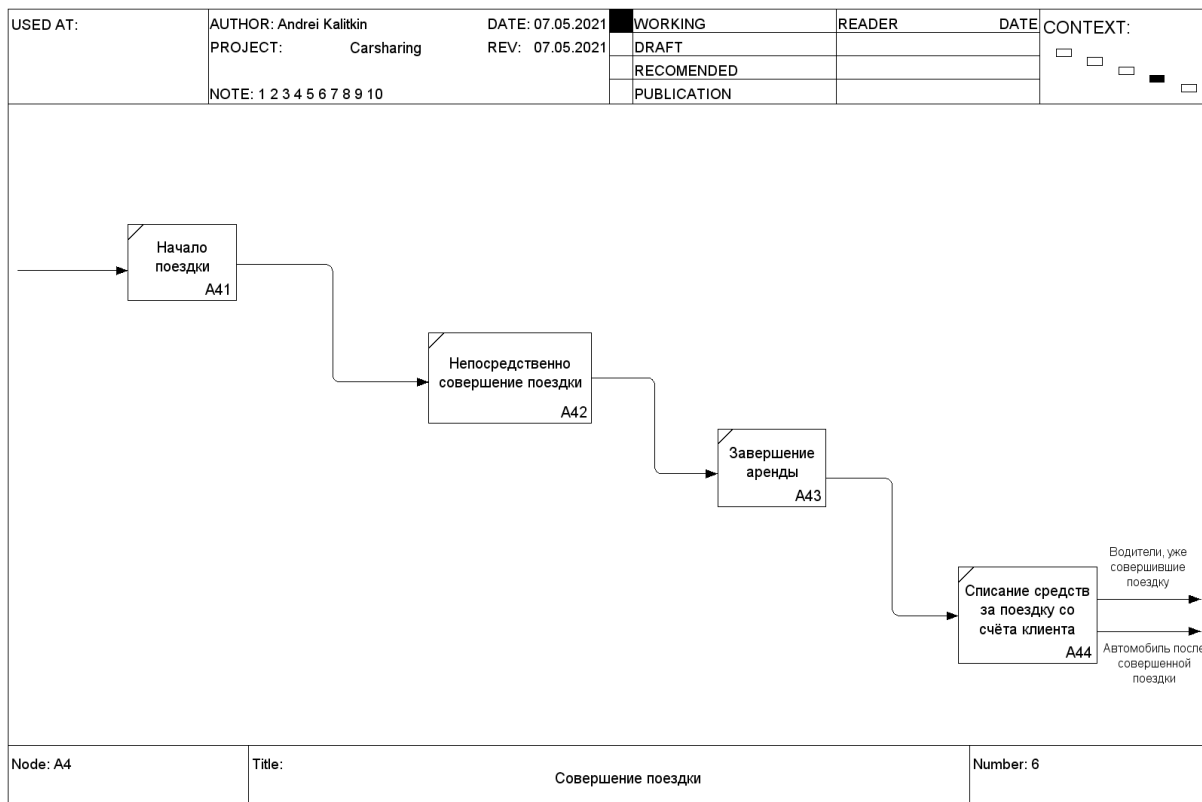 USED AT:
AUTHOR: Andrei Kalitkin
DATE: 07.05.2021
PROJECT: Carsharing
REV: 07.05.2021
NOTE: 1 2 3 4 5 6 7 8 9 10
WORKING
DRAFT
RECOMENDED
PUBLICATION
READER DATE
CONTEXT:
Начало
поездки
A41
Непосредственно
совершение поездки
A42
Завершение
аренды
A43
Списание средств
за поездку со
счёта клиента
A44
Водители, уже
совершившие
поездку
Автомобиль после
совершенной
поездки
Node: A4
Title:
Совершение поездки
Number: 6